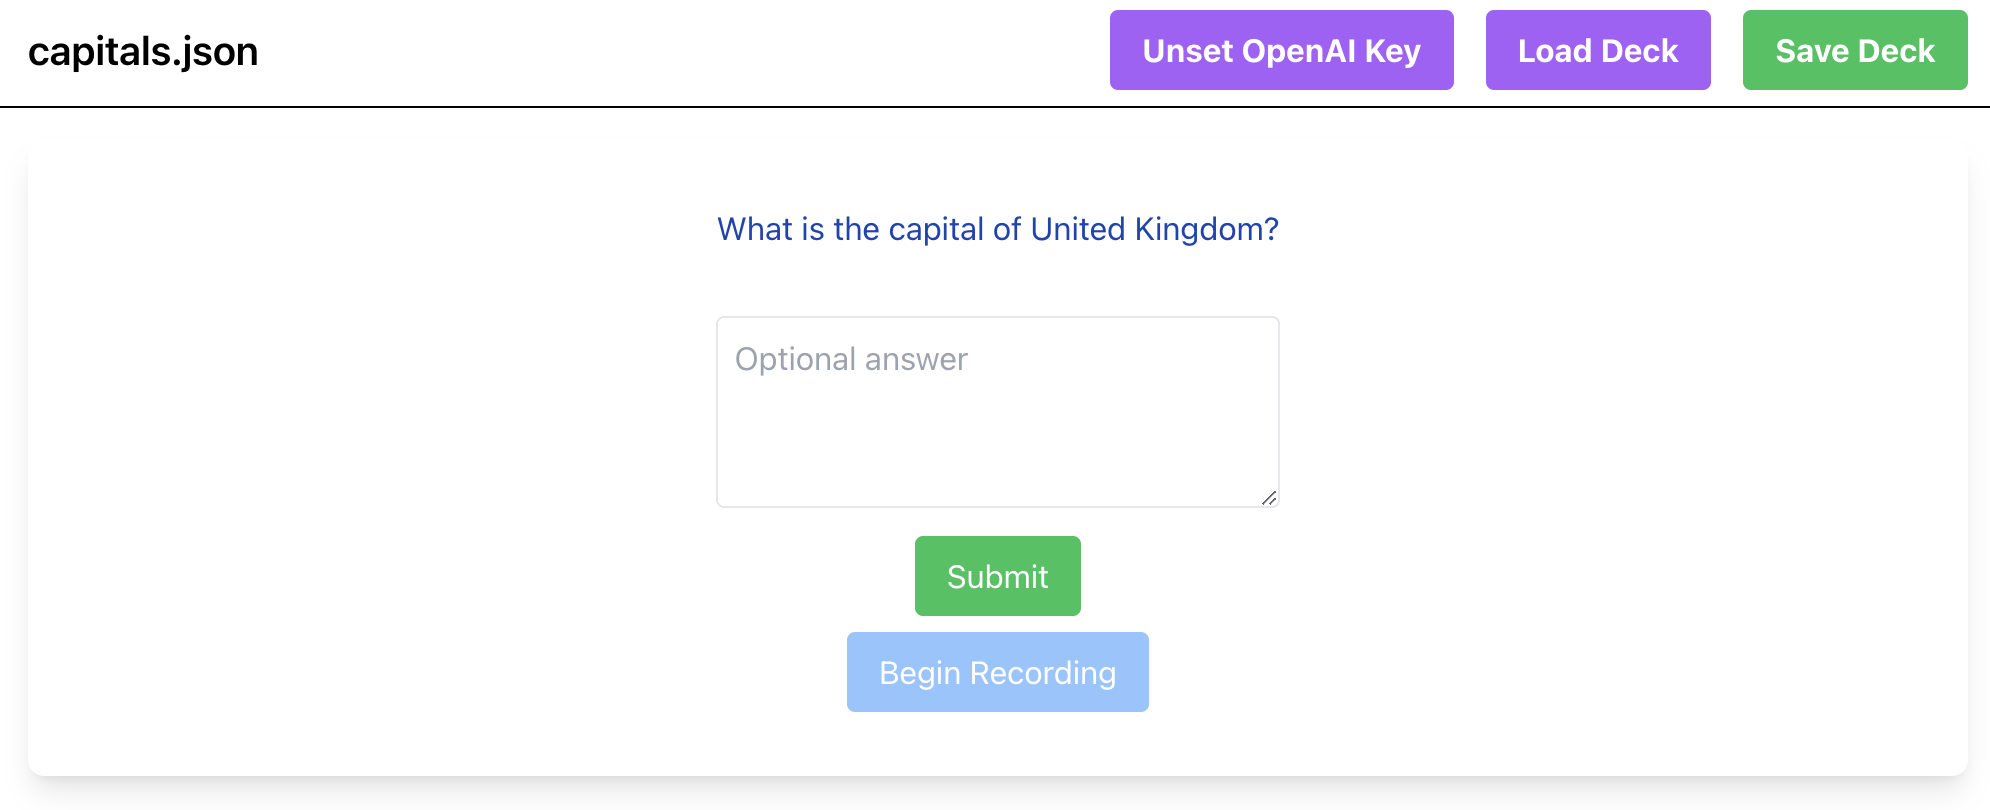 capitals.json
Unset OpenAI Key
Load Deck
Save Deck
What is the capital of United Kingdom?
Optional answer
Submit
Begin Recording